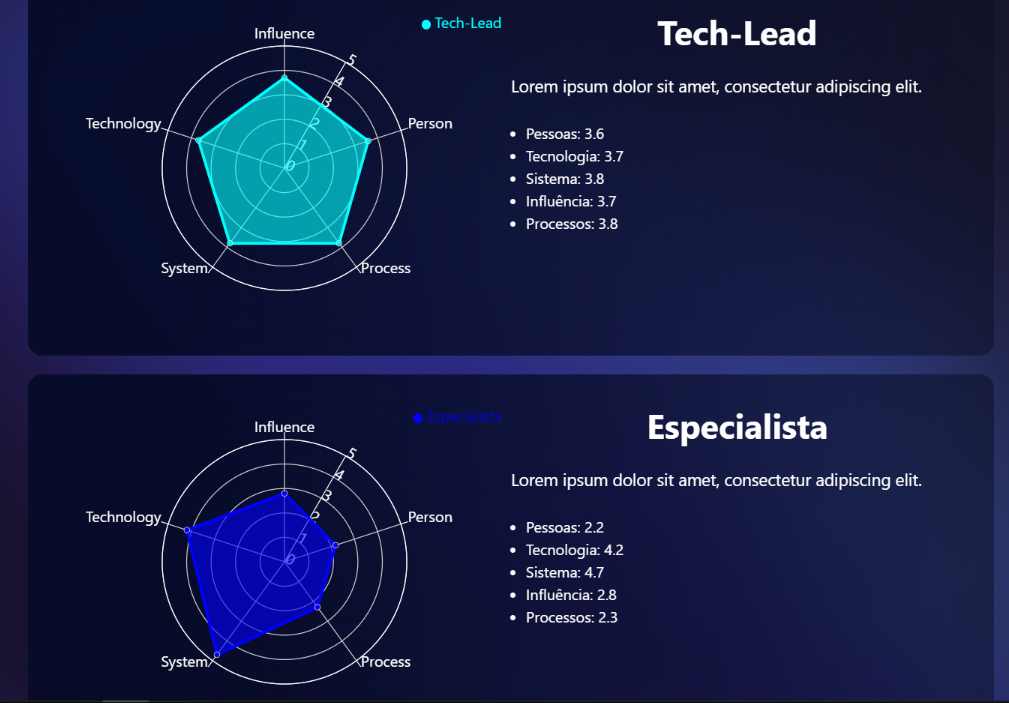 Tech-Lead
Influence
5
4
3
2
1
0
Technology
Person
System
Process
Tech-Lead
Lorem ipsum dolor sit amet, consectetur adipiscing elit.
Pessoas: 3.6
Tecnologia: 3.7
Sistema: 3.8
Influência: 3.7
Processos: 3.8
Especialista
Influence
5
4
3
2
1
0
Technology
Person
System
Process
Especialista
Lorem ipsum dolor sit amet, consectetur adipiscing elit.
Pessoas: 2.2
Tecnologia: 4.2
Sistema: 4.7
Influência: 2.8
Processos: 2.3